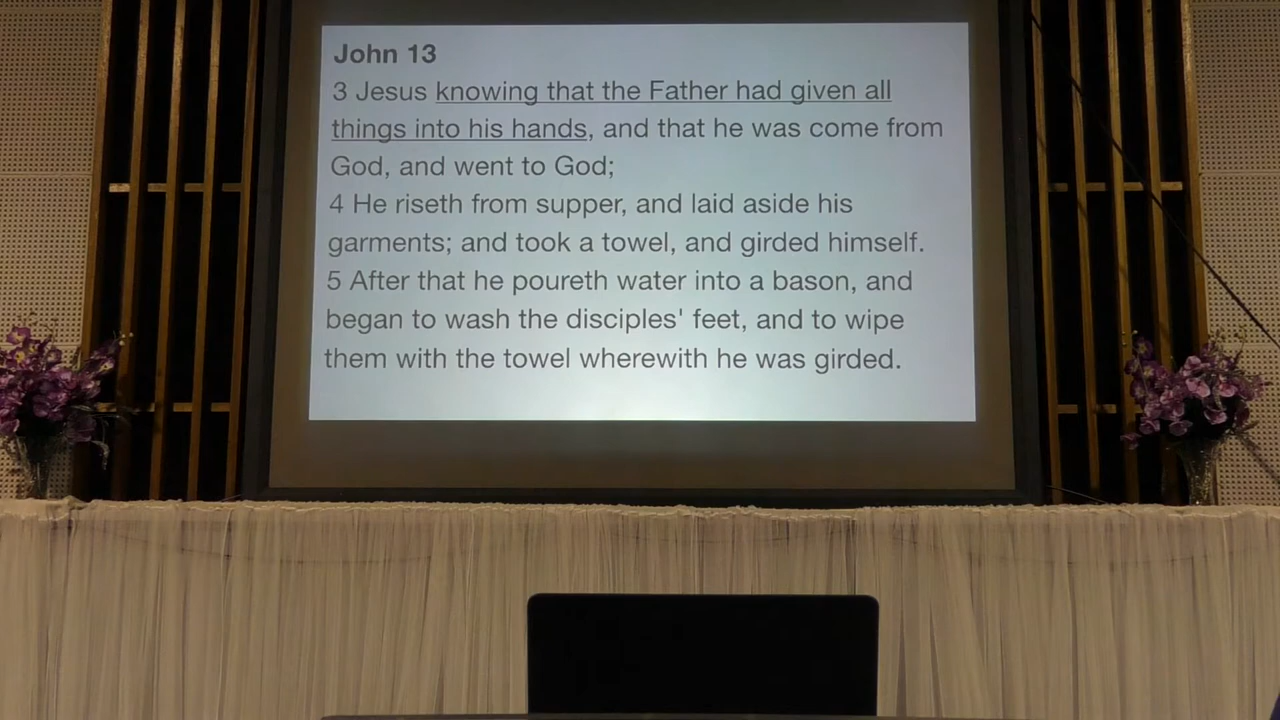 John 13
3 Jesus knowing that the Father had given all
things into his hands, and that he was come from
God, and went to God;
4 He riseth from supper, and laid aside his
garments; and took a towel, and girded himself.
5 After that he poureth water into a bason, and
began to wash the disciples' feet, and to wipe
them with the towel wherewith he was girded.